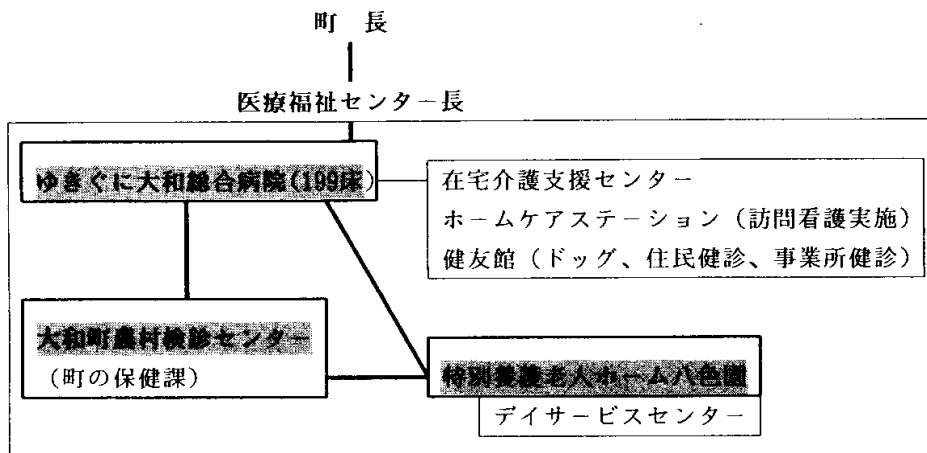 町 長
医療福祉センター長
ゆきぐに大和総合病院(199床)
在宅介護支援センター
ホームケアステーション（訪問看護実施）
健友館（ドッグ、住民健診、事業所健診）
大和町農村検診センター
（町の保健課）
特別養護老人ホーム八色園
デイサービスセンター